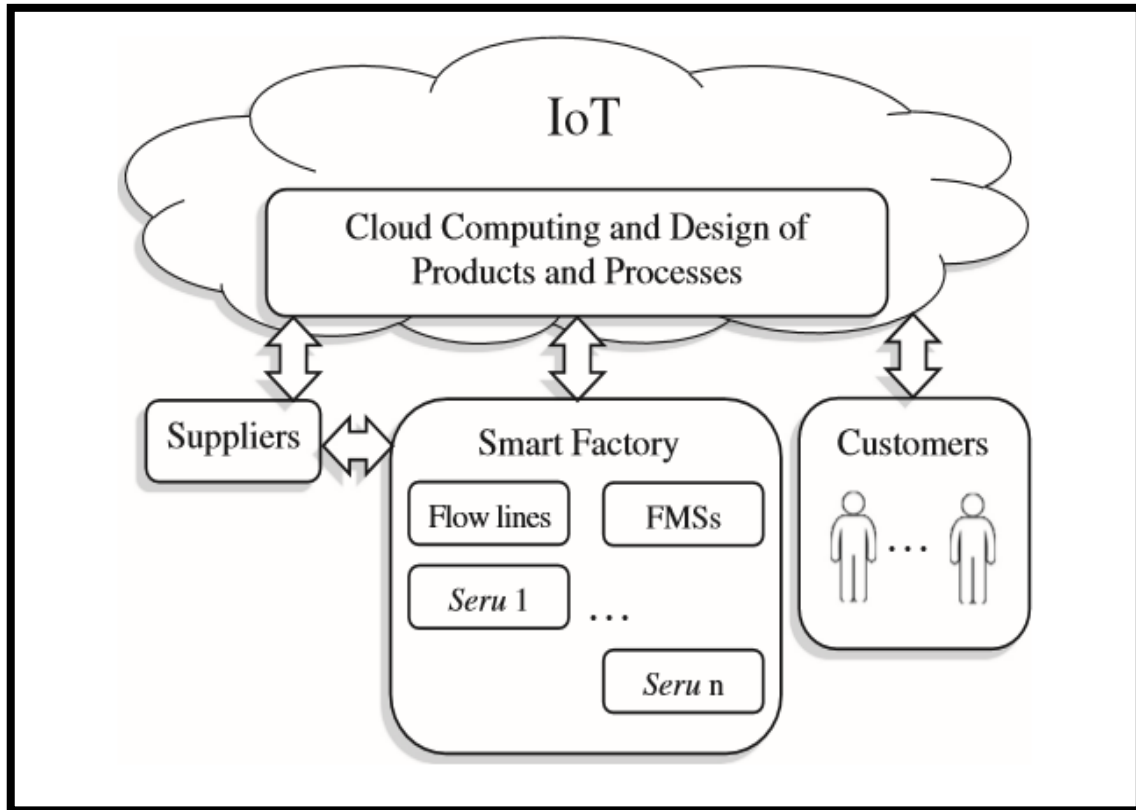 IoT
Cloud Computing and Design of
Products and Processes
Suppliers
Smart Factory
Flow lines
FMSs
Seru 1
...
Seru n
Customers
...